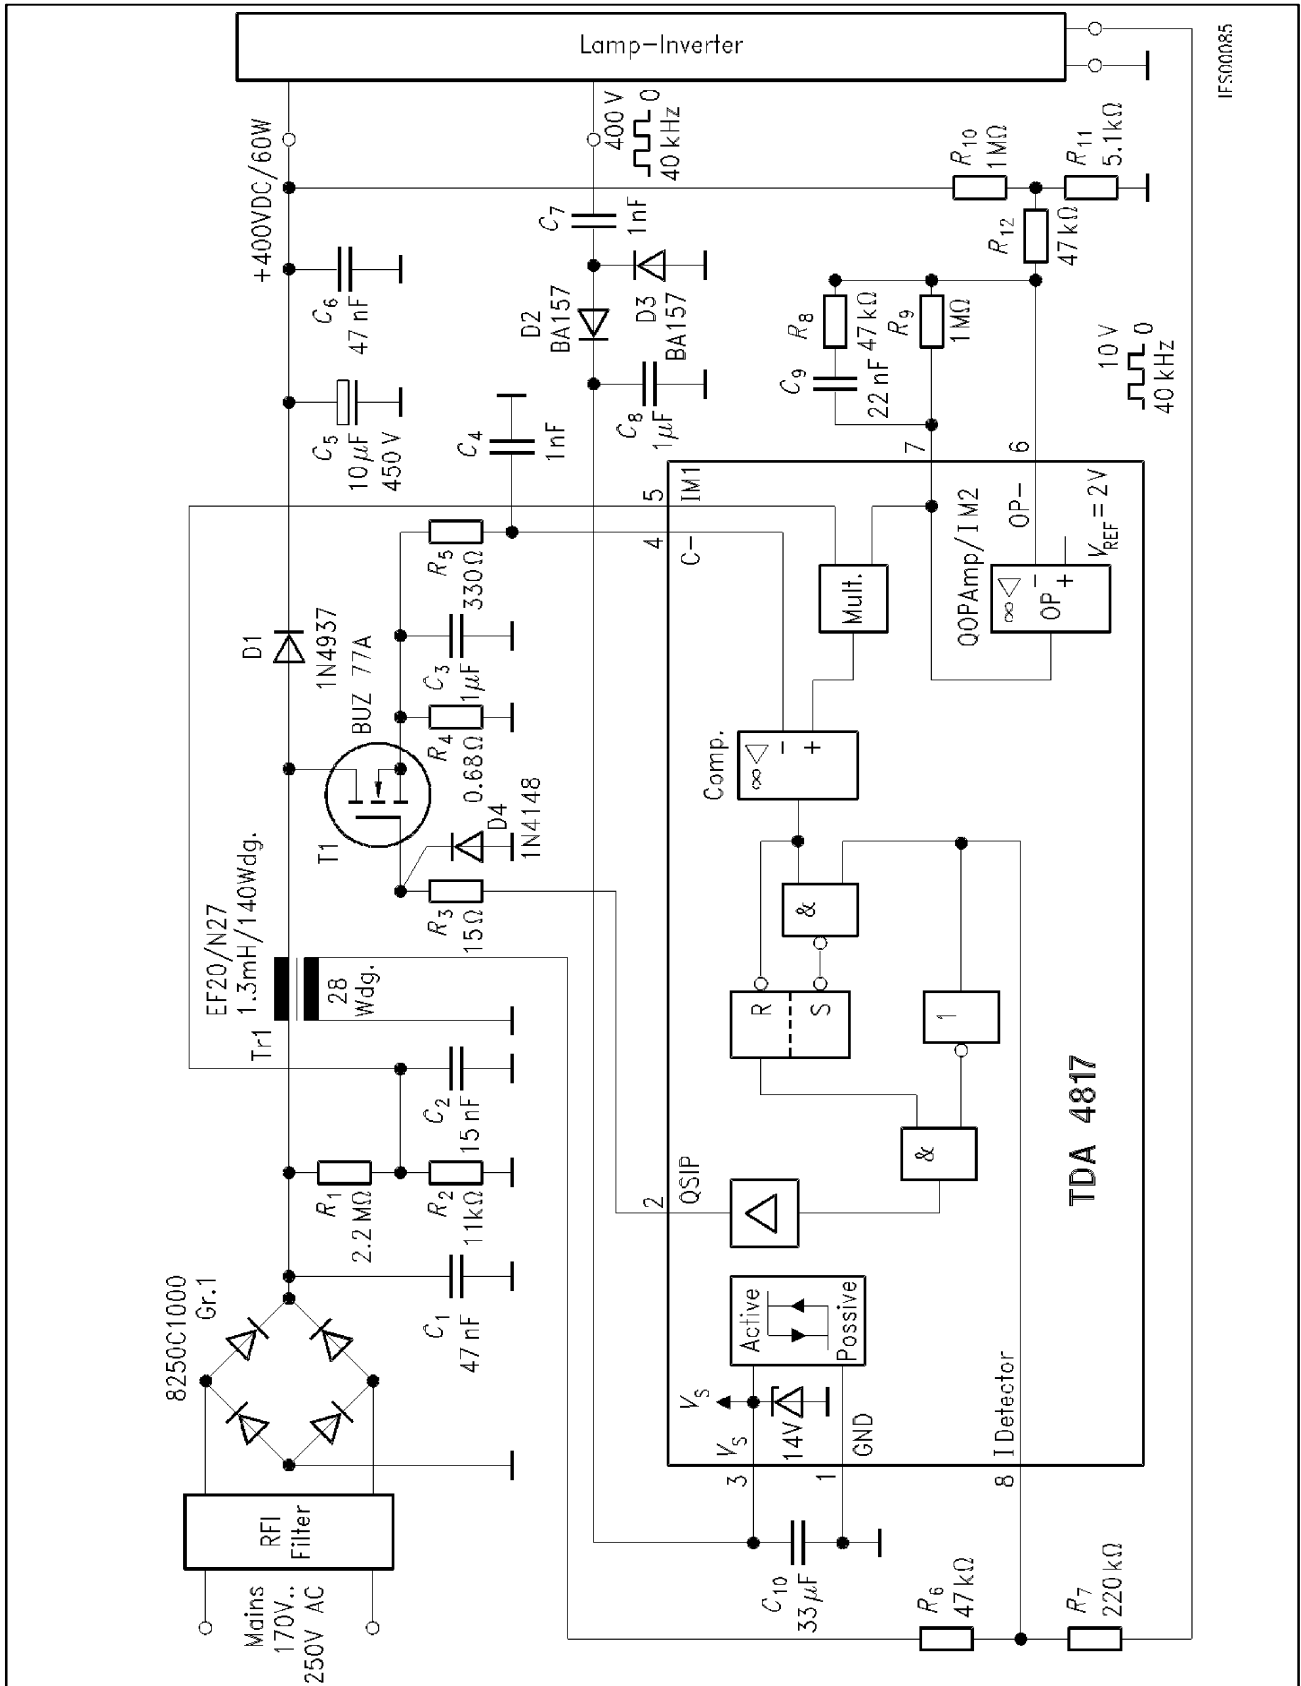 Lamp-Inverter
IFS00085
+400VDC/60W
400 V
0
40 kHz
C7
1nF
R10
1MΩ
R11
5.1kΩ
R12
47kΩ
C6
47 nF
C5
10µF
450 V
D2
BA157
D3
BA157
C8
1µF
C4
1nF
R8
47kΩ
R9
1MΩ
C9
22 nF
10 V
0
40 kHz
D1
1N4937
BUZ 77A
T1
R5
330Ω
C3
1µF
R4
0.68Ω
D4
1N4148
R3
15Ω
EF20/N27
1.3mH/140Wdg.
Tr1
28
Wdg.
C2
15 nF
R1
2.2 MΩ
R2
11kΩ
C1
47 nF
8250C1000
Gr.1
RFI
Filter
Mains
170V..
250V AC
5
IM1
4
C-
7
6
QOPAmp/IM2
OP-
VREF=2V
∞
OP
-
+
Mult.
Comp.
∞
-
+
&
R
S
1
&
2
QSIP
TDA 4817
Active
Possive
VS
VS
14V
GND
3
1
8
I Detector
C10
33 µF
R6
47kΩ
R7
220 kΩ